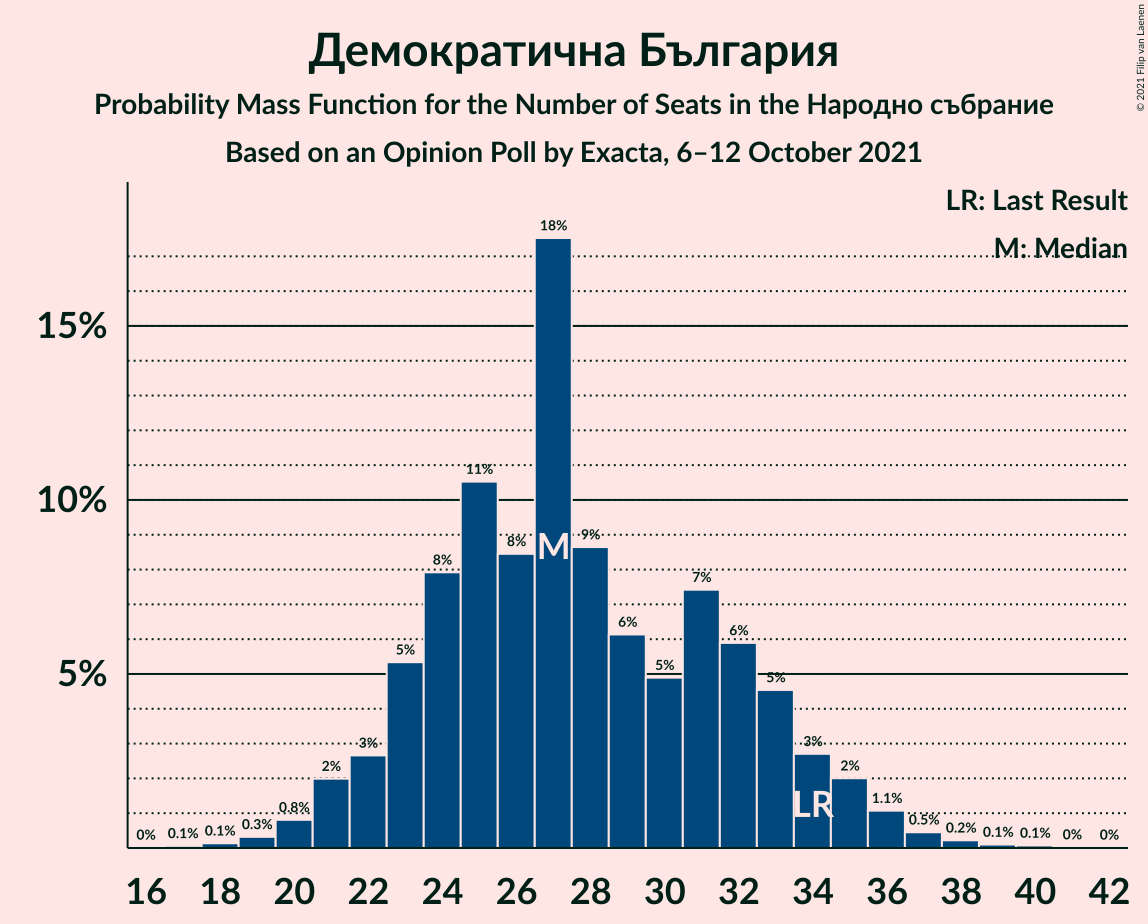 Демократична България
Probability Mass Function for the Number of Seats in the Народно събрание
Based on an Opinion Poll by Exacta, 6–12 October 2021
© 2021 Filip van Laenen
LR: Last Result
M: Median
15%
10%
5%
0% 0.1% 0.1% 0.3% 0.8% 2% 3% 5% 8% 11% 8% 18% 9% 6% 5% 7% 6% 5% 3% 2% 1.1% 0.5% 0.2% 0.1% 0.1% 0% 0%
M
LR
16 18 20 22 24 26 28 30 32 34 36 38 40 42